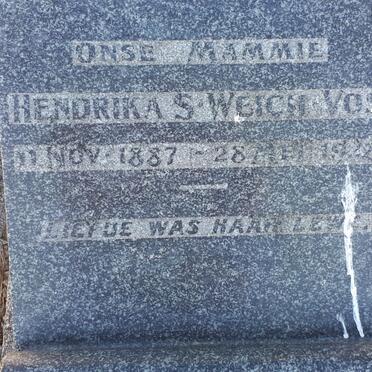 ONSE MAMMIE
HENDRIKA S. WEICH-VOS
11 NOV. 1887 - 28
LIEFDE WAS HAAR